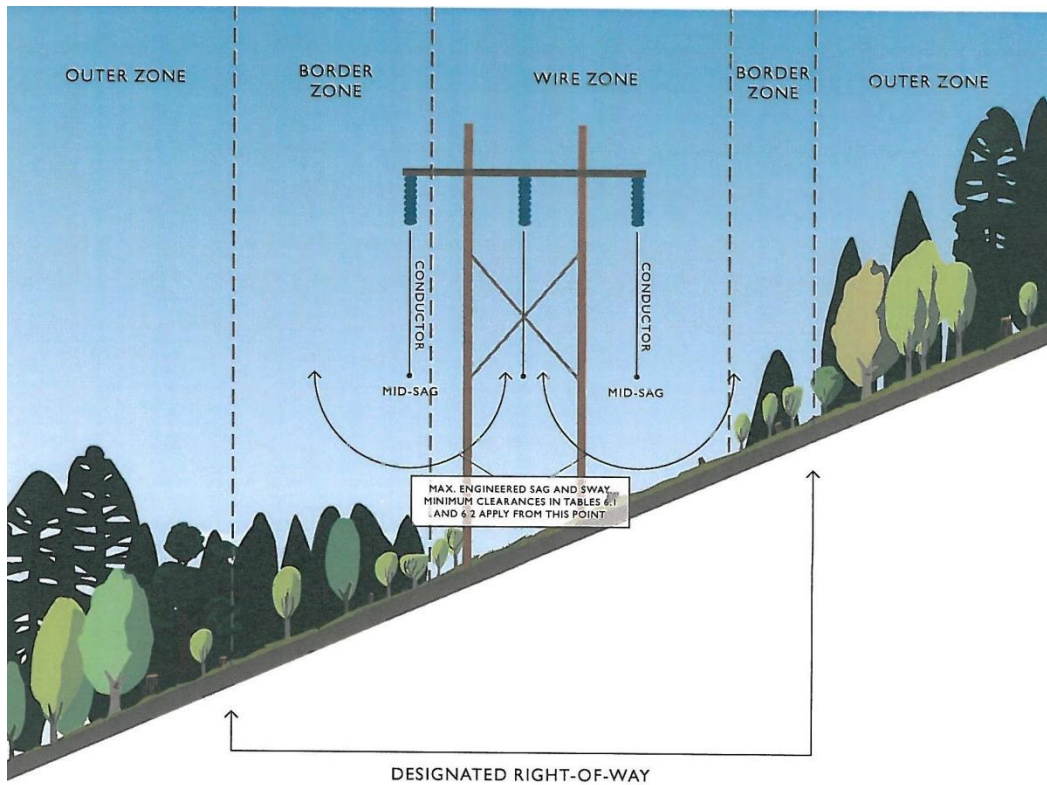 OUTER ZONE
BORDER
ZONE
WIRE ZONE
BORDER
ZONE
OUTER ZONE
CONDUCTOR
CONDUCTOR
MID-SAG
MID-SAG
MAX. ENGINEERED SAG AND SWAY
MINIMUM CLEARANCES IN TABLES 6.1
AND 6.2 APPLY FROM THIS POINT
DESIGNATED RIGHT-OF-WAY